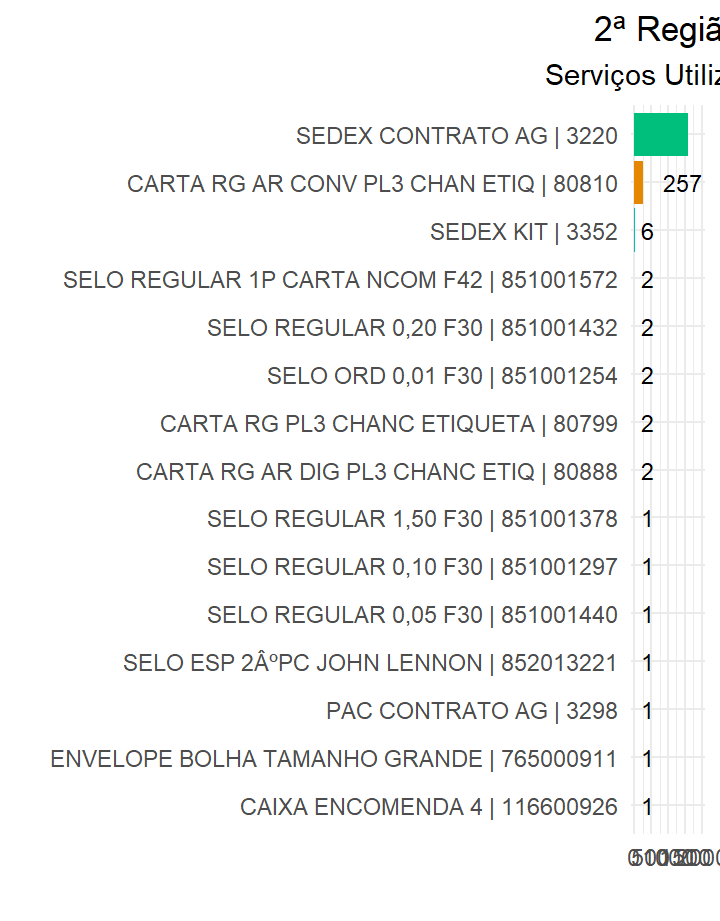 2ª Regiã
Serviços Utiliz
SEDEX CONTRATO AG | 3220
CARTA RG AR CONV PL3 CHAN ETIQ | 80810 257
SEDEX KIT | 3352 6
SELO REGULAR 1P CARTA NCOM F42 | 851001572 2
SELO REGULAR 0,20 F30 | 851001432 2
SELO ORD 0,01 F30 | 851001254 2
CARTA RG PL3 CHANC ETIQUETA | 80799 2
CARTA RG AR DIG PL3 CHANC ETIQ | 80888 2
SELO REGULAR 1,50 F30 | 851001378 1
SELO REGULAR 0,10 F30 | 851001297 1
SELO REGULAR 0,05 F30 | 851001440 1
SELO ESP 2ÂºPC JOHN LENNON | 852013221 1
PAC CONTRATO AG | 3298 1
ENVELOPE BOLHA TAMANHO GRANDE | 765000911 1
CAIXA ENCOMENDA 4 | 116600926 1